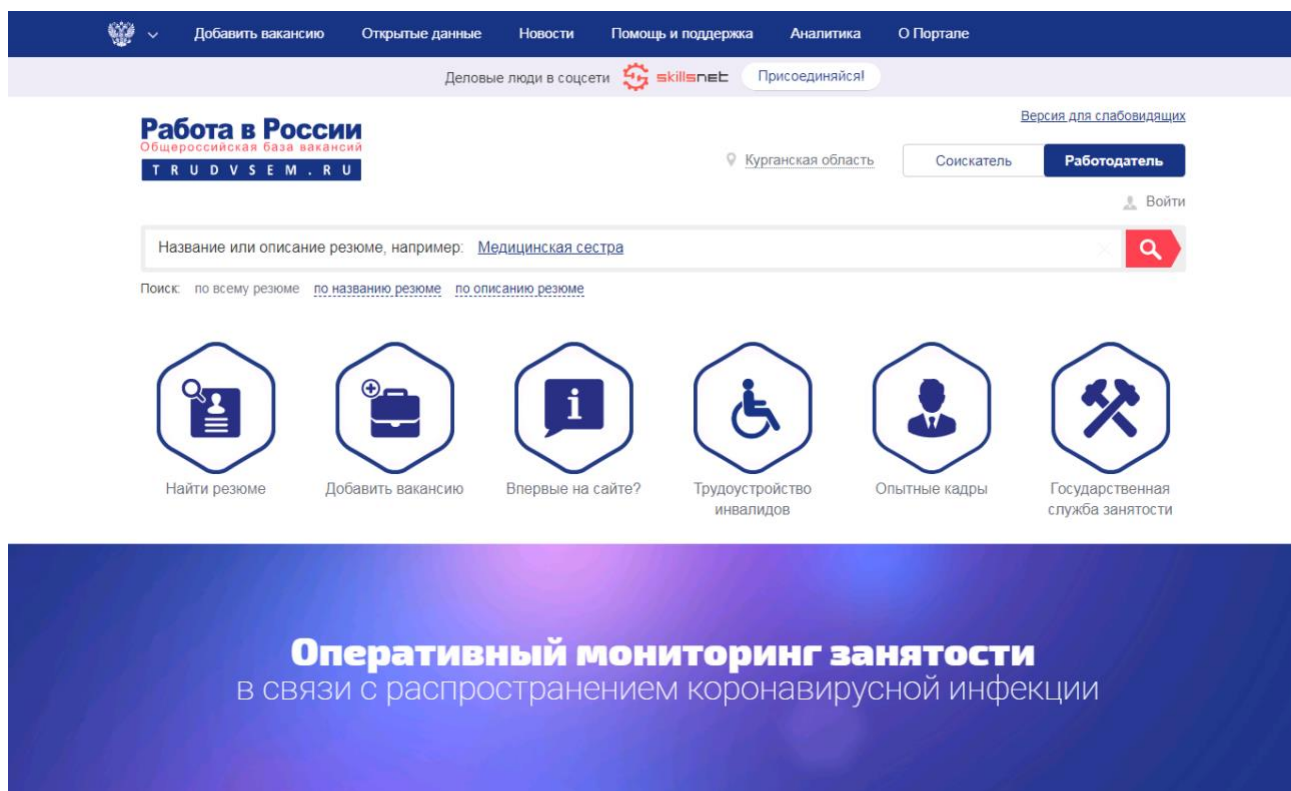 Добавить вакансию Открытые данные Новости Помощь и поддержка Аналитика О Портале
Деловые люди в соцсети skillsnet Присоединяйся!
Версия для слабовидящих
Работа в России
Общероссийская база вакансий
TRUDVSEM.RU
Курганская область Соискатель Работодатель
Войти
Название или описание резюме, например: Медицинская сестра
Поиск: по всему резюме по названию резюме по описанию резюме
Найти резюме Добавить вакансию Впервые на сайте? Трудоустройство инвалидов Опытные кадры Государственная служба занятости
Оперативный мониторинг занятости
в связи с распространением коронавирусной инфекции